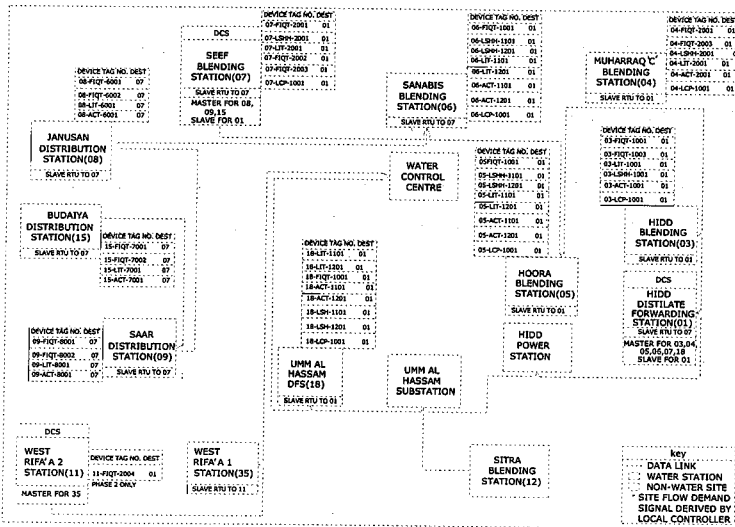 DCS
SEEF
BLENDING
STATION(07)
SLAVE RTU TO 07
MASTER FOR 08,
09,15
SLAVE FOR 01
DEVICE TAG NO. DEST
07-FIQT-2001 01
07-LSHH-2001 01
07-LIT-2001 01
07-FIQT-2002 01
07-FIQT-2003 01
07-LCP-1001 01
DEVICE TAG NO. DEST
06-FIQT-1001 01
06-LSHH-1101 01
06-LSHH-1201 01
06-LIT-1101 01
06-LIT-1201 01
06-ACT-1101 01
06-ACT-1201 01
06-LCP-1001 01
SANABIS
BLENDING
STATION(06)
SLAVE RTU TO 07
DEVICE TAG NO. DEST
04-FIQT-2001 01
04-FIQT-2003 01
04-LSHH-2001 01
04-LIT-2001 01
04-ACT-2001 01
04-LCP-1001 01
MUHARRAQ'C'
BLENDING
STATION(04)
SLAVE RTU TO 01
DEVICE TAG NO. DEST
08-FIQT-6001 07
08-FIQT-6002 07
08-LIT-6001 07
08-ACT-6001 07
JANUSAN
DISTRIBUTION
STATION(08)
SLAVE RTU TO 07
WATER
CONTROL
CENTRE
DEVICE TAG NO. DEST
05FIQT-1001 01
05-LSHH-1101 01
05-LSHH-1201 01
05-LIT-1101 01
05-LIT-1201 01
05-ACT-1101 01
05-ACT-1201 01
05-LCP-1001 01
HOORA
BLENDING
STATION(05)
SLAVE RTU TO 01
DEVICE TAG NO. DEST
03-FIQT-1001 01
03-FIQT-1003 01
03-LIT-1001 01
03-LSHH-1001 01
03-ACT-1001 01
03-LCP-1001 01
HIDD
BLENDING
STATION(03)
SLAVE RTU TO 01
BUDAIYA
DISTRIBUTION
STATION(15)
SLAVE RTU TO 07
DEVICE TAG NO. DEST
15-FIQT-7001 07
15-FIQT-7002 07
15-LIT-7001 07
15-ACT-7001 07
DEVICE TAG NO. DEST
18-LIT-1101 01
18-LIT-1201 01
18-FIQT-1001 01
18-ACT-1101 01
18-ACT-1201 01
18-LSH-1101 01
18-LSH-1201 01
18-LCP-1001 01
UMM AL
HASSAM
DFS(18)
SLAVE RTU TO 01
DCS
HIDD
DISTILATE
FORWARDING
STATION(01)
SLAVE RTU TO 07
MASTER FOR 03,04,
05,06,07,18
SLAVE FOR 01
DEVICE TAG NO. DEST
09-FIQT-8001 07
09-FIQT-8002 07
09-LIT-8001 07
09-ACT-8001 07
SAAR
DISTRIBUTION
STATION(09)
SLAVE RTU TO 07
UMM AL
HASSAM
SUBSTATION
HIDD
POWER
STATION
DCS
WEST
RIFA'A 2
STATION(11)
MASTER FOR 35
DEVICE TAG NO. DEST
11-FIQT-2004 01
PHASE 2 ONLY
WEST
RIFA'A 1
STATION(35)
SLAVE RTU TO 11
SITRA
BLENDING
STATION(12)
key
DATA LINK
WATER STATION
NON-WATER SITE
* SITE FLOW DEMAND
SIGNAL DERIVED BY
LOCAL CONTROLLER